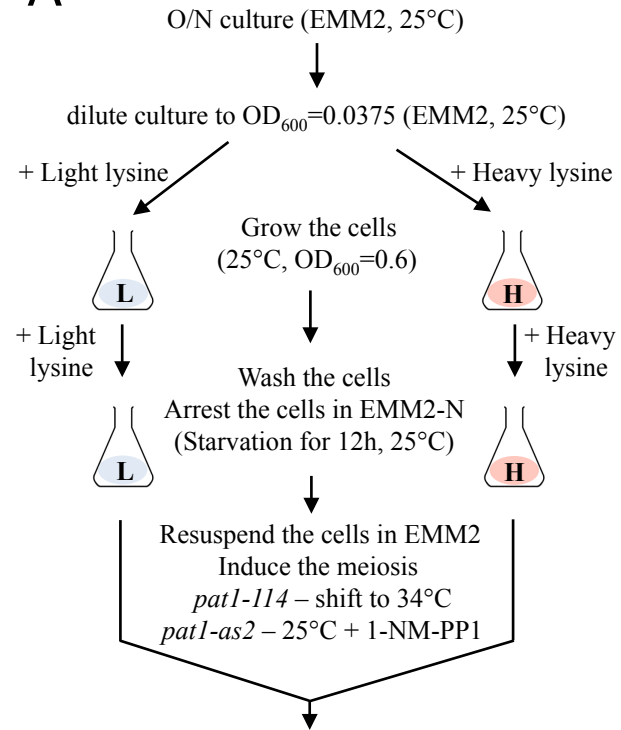 A
O/N culture (EMM2, 25°C)
dilute culture to OD600=0.0375 (EMM2, 25°C)
+ Light lysine
+ Heavy lysine
Grow the cells
(25°C, OD600=0.6)
L
H
+ Light
lysine
+ Heavy
lysine
Wash the cells
Arrest the cells in EMM2-N
(Starvation for 12h, 25°C)
L
H
Resuspend the cells in EMM2
Induce the meiosis
pat1-114 – shift to 34°C
pat1-as2 – 25°C + 1-NM-PP1